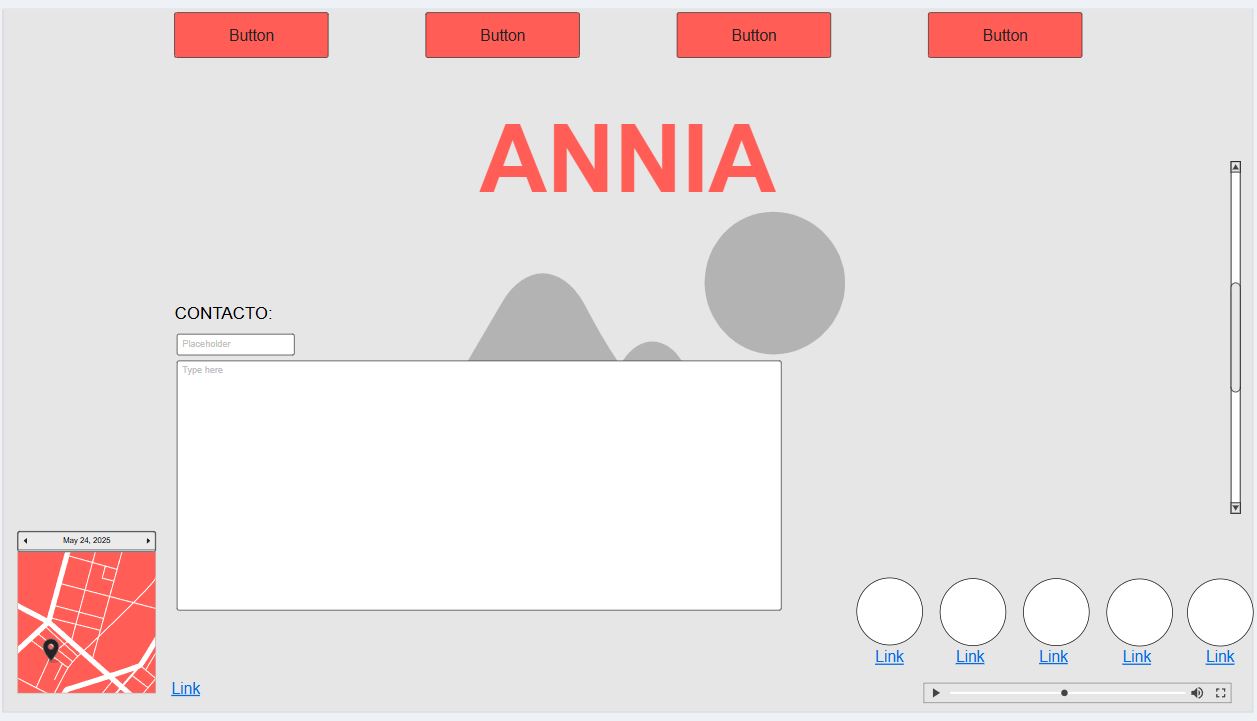 Button
Button
Button
Button
ANNIA
CONTACTO:
Placeholder
Type here
May 24, 2025
Link
Link
Link
Link
Link
Link